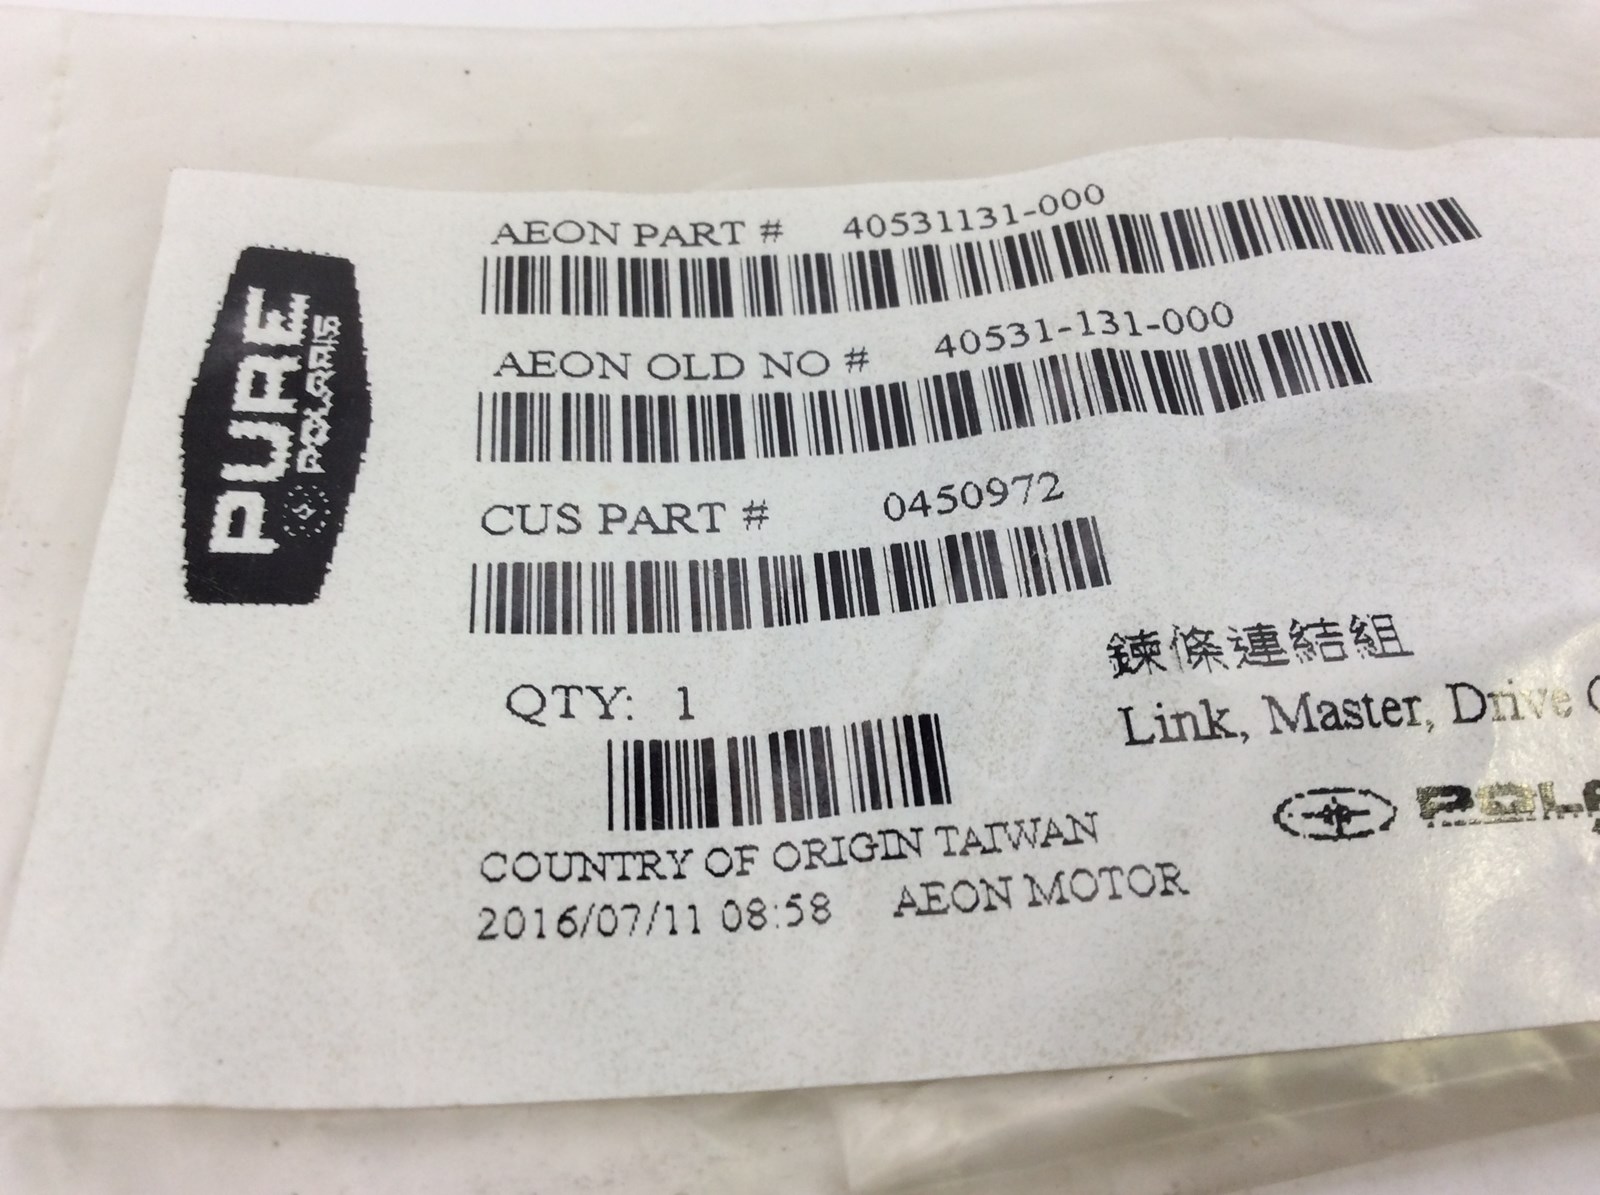 PURE
POLARIS
AEON PART # 40531131-000
AEON OLD NO # 40531-131-000
CUS PART # 0450972
QTY: 1
鍊條連結組
Link, Master, Drive
COUNTRY OF ORIGIN TAIWAN
2016/07/11 08:58 AEON MOTOR